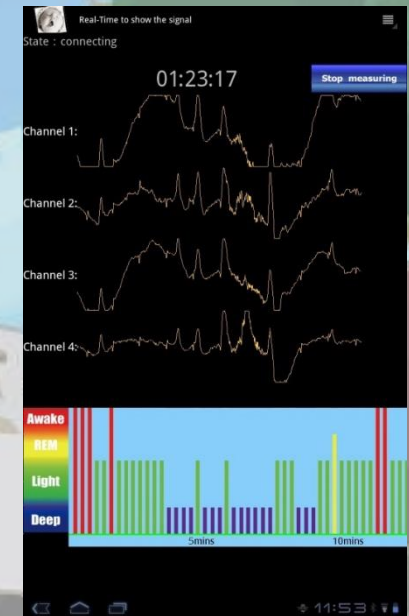 Real-Time to show the signal
State : connecting
01:23:17
Stop measuring
Channel 1:
Channel 2:
Channel 3:
Channel 4:
Awake
REM
Light
Deep
5mins
10mins
11:53